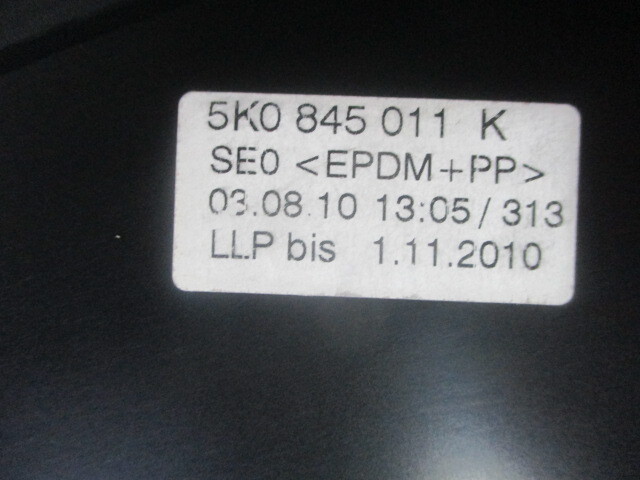 5K0 845 011 K
SE0 <EPDM+PP>
03.08.10 13:05/313
LLP bis 1.11.2010